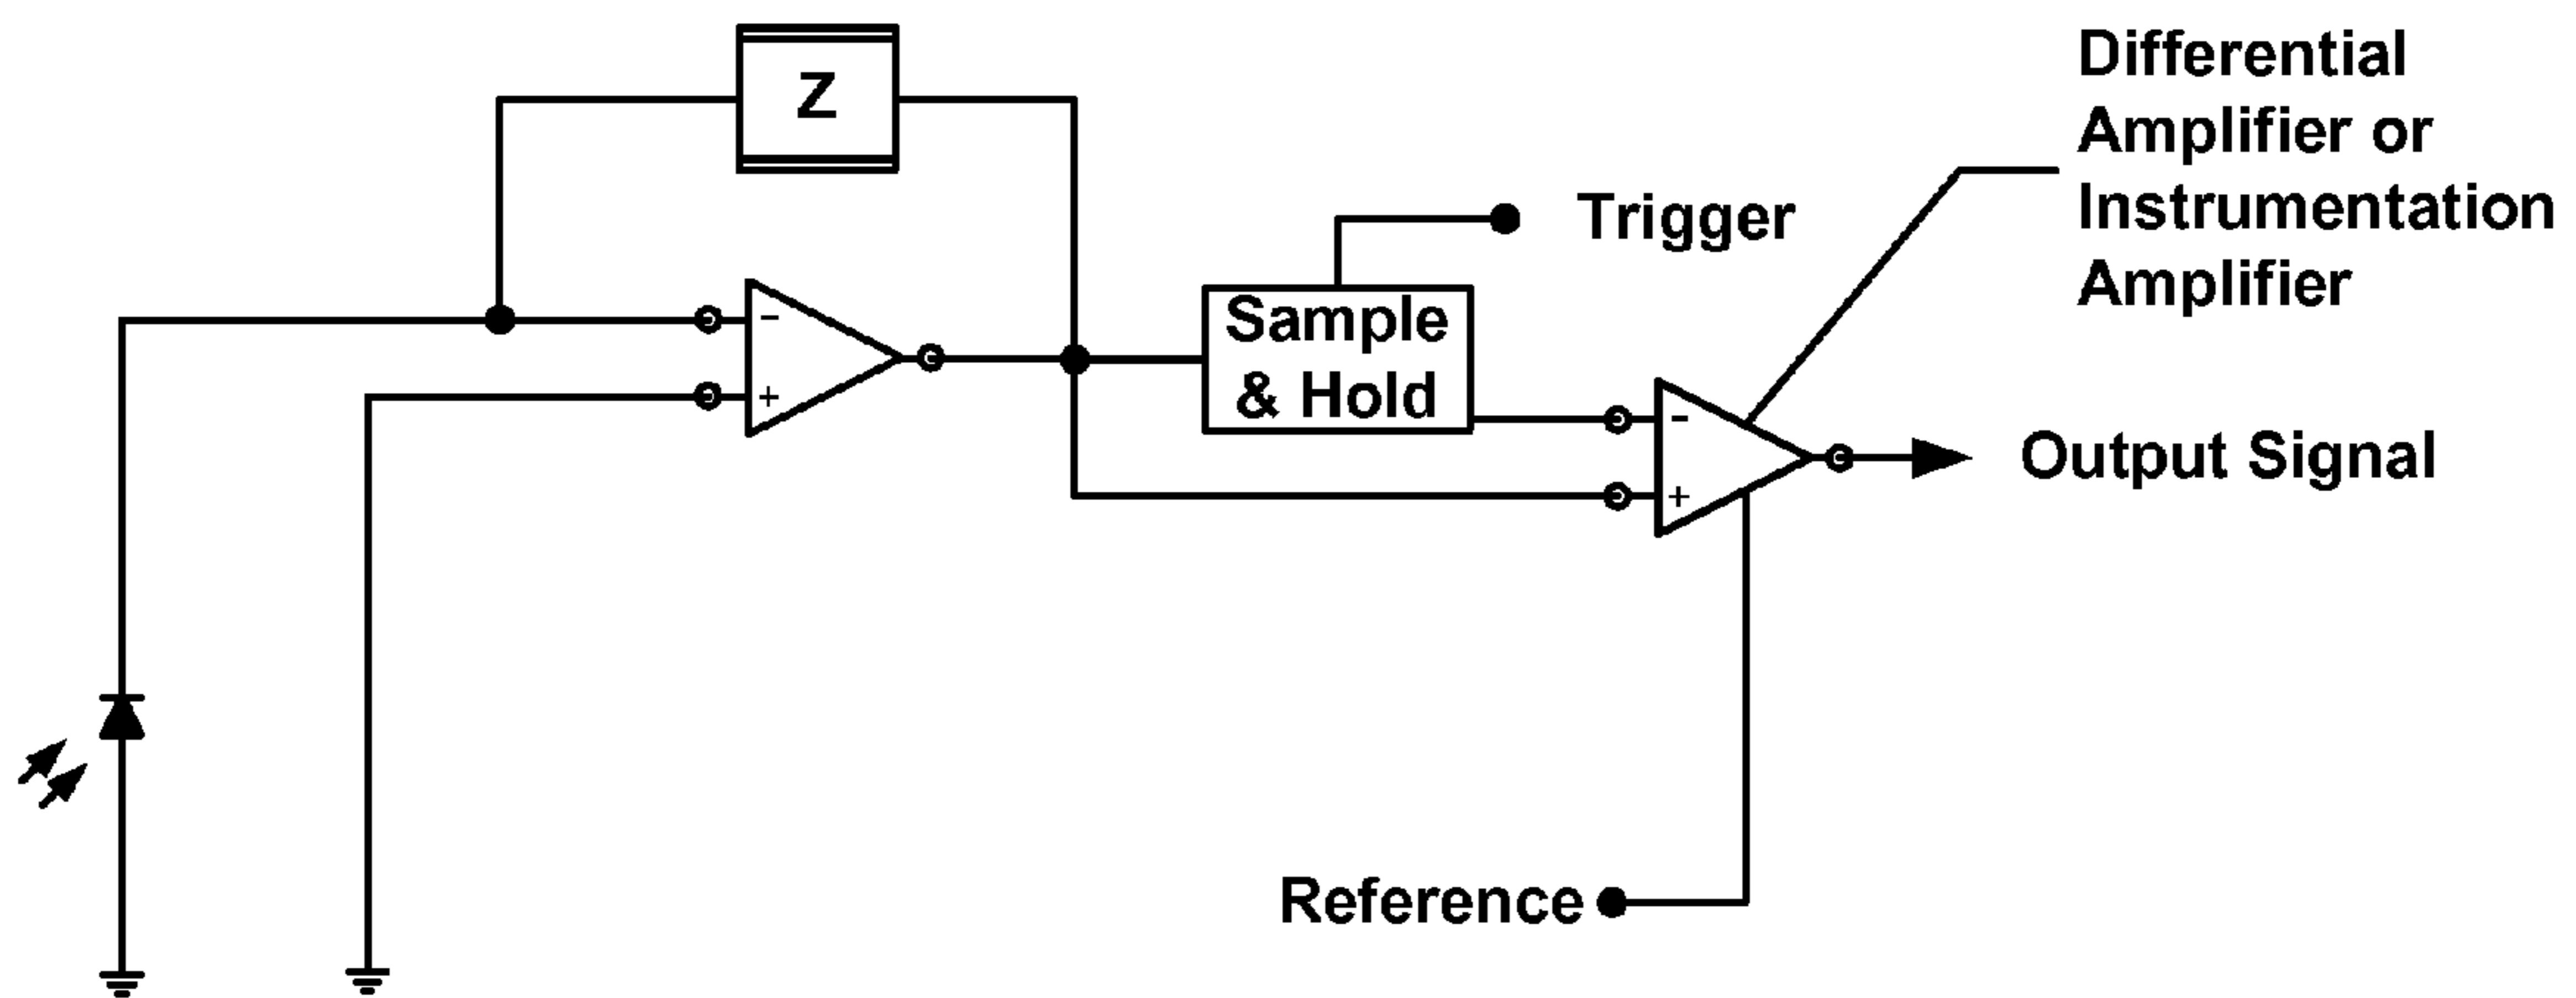 Z
Differential
Amplifier or
Instrumentation
Amplifier
Trigger
Sample
& Hold
-
+
-
+
Output Signal
Reference